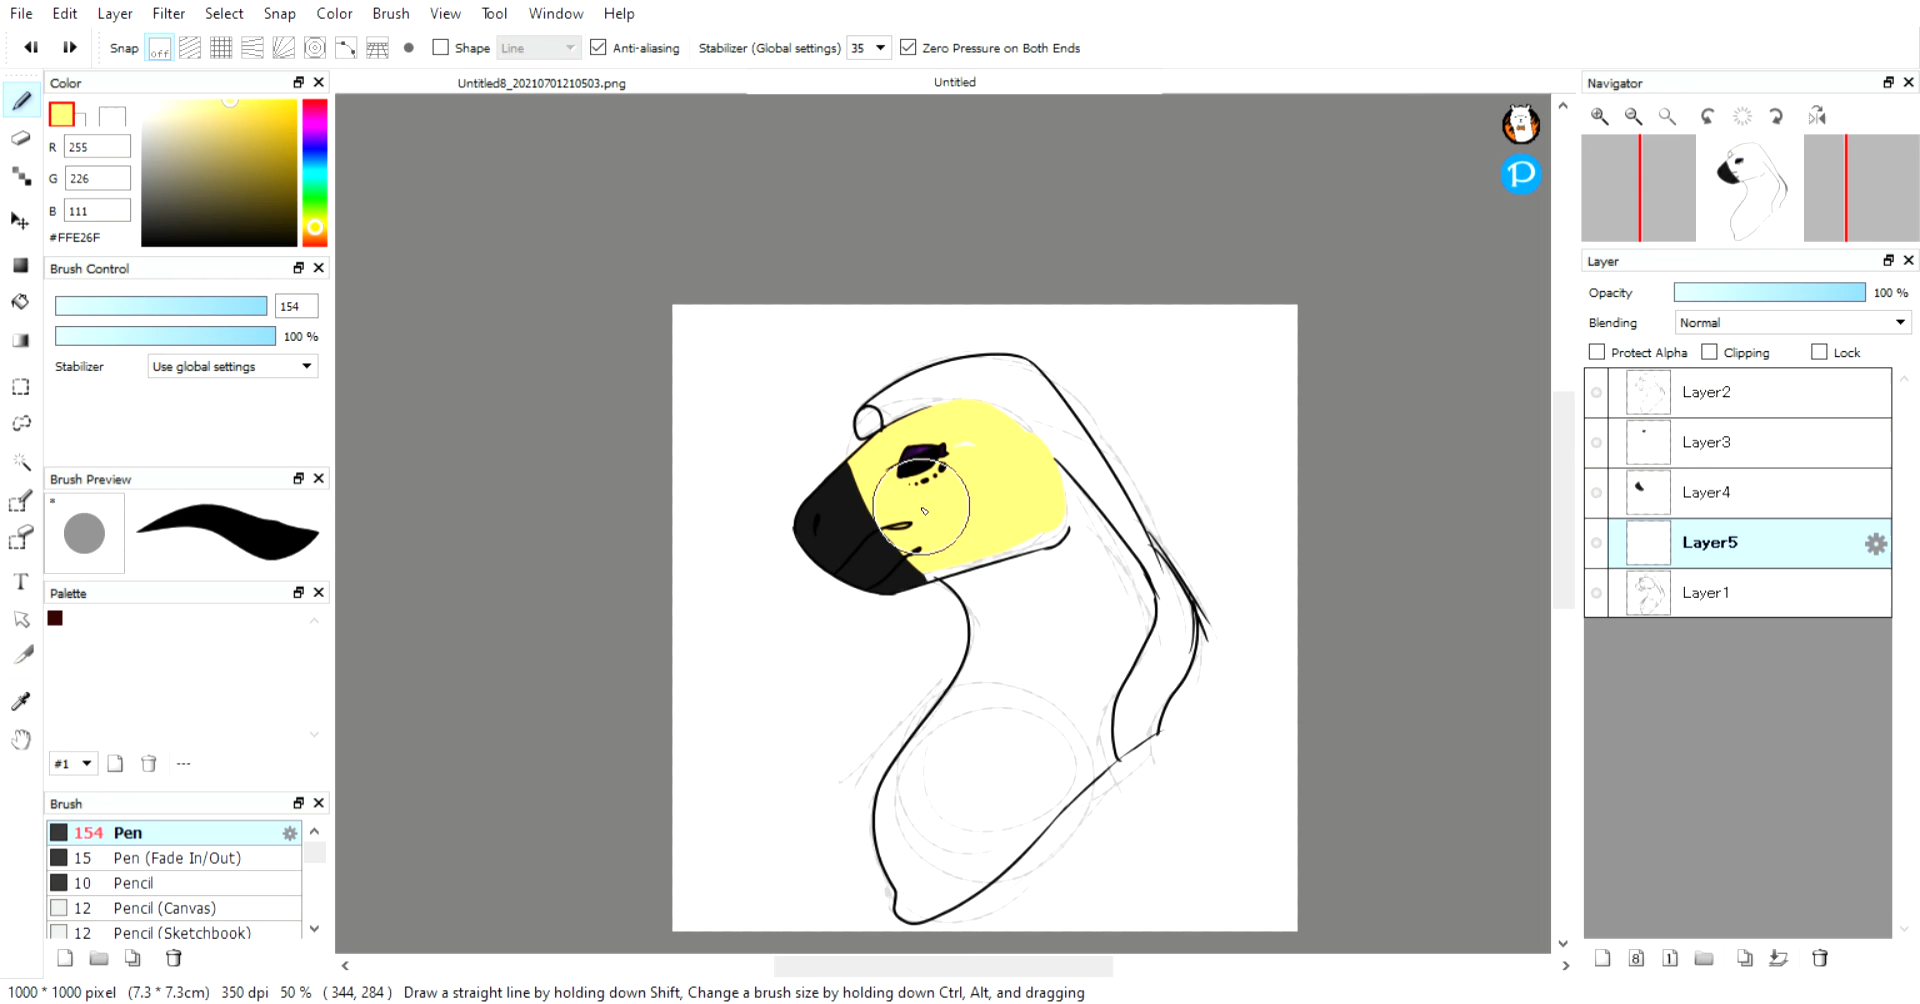 File Edit Layer Filter Select Snap Color Brush View Tool Window Help
Snap off Shape Line Anti-aliasing Stabilizer (Global settings) 35 Zero Pressure on Both Ends
Color
Untitled8_20210701210503.png
Untitled
Navigator
R 255
G 226
B 111
#FFE26F
Brush Control
154
100 %
Stabilizer Use global settings
Brush Preview
Palette
#1
---
Brush
154 Pen
15 Pen (Fade In/Out)
10 Pencil
12 Pencil (Canvas)
12 Pencil (Sketchbook)
P
Layer
Opacity 100 %
Blending Normal
Protect Alpha Clipping Lock
Layer2
Layer3
Layer4
Layer5
Layer1
8 1
T
1000 * 1000 pixel (7.3 * 7.3cm) 350 dpi 50 % ( 344, 284 ) Draw a straight line by holding down Shift, Change a brush size by holding down Ctrl, Alt, and dragging